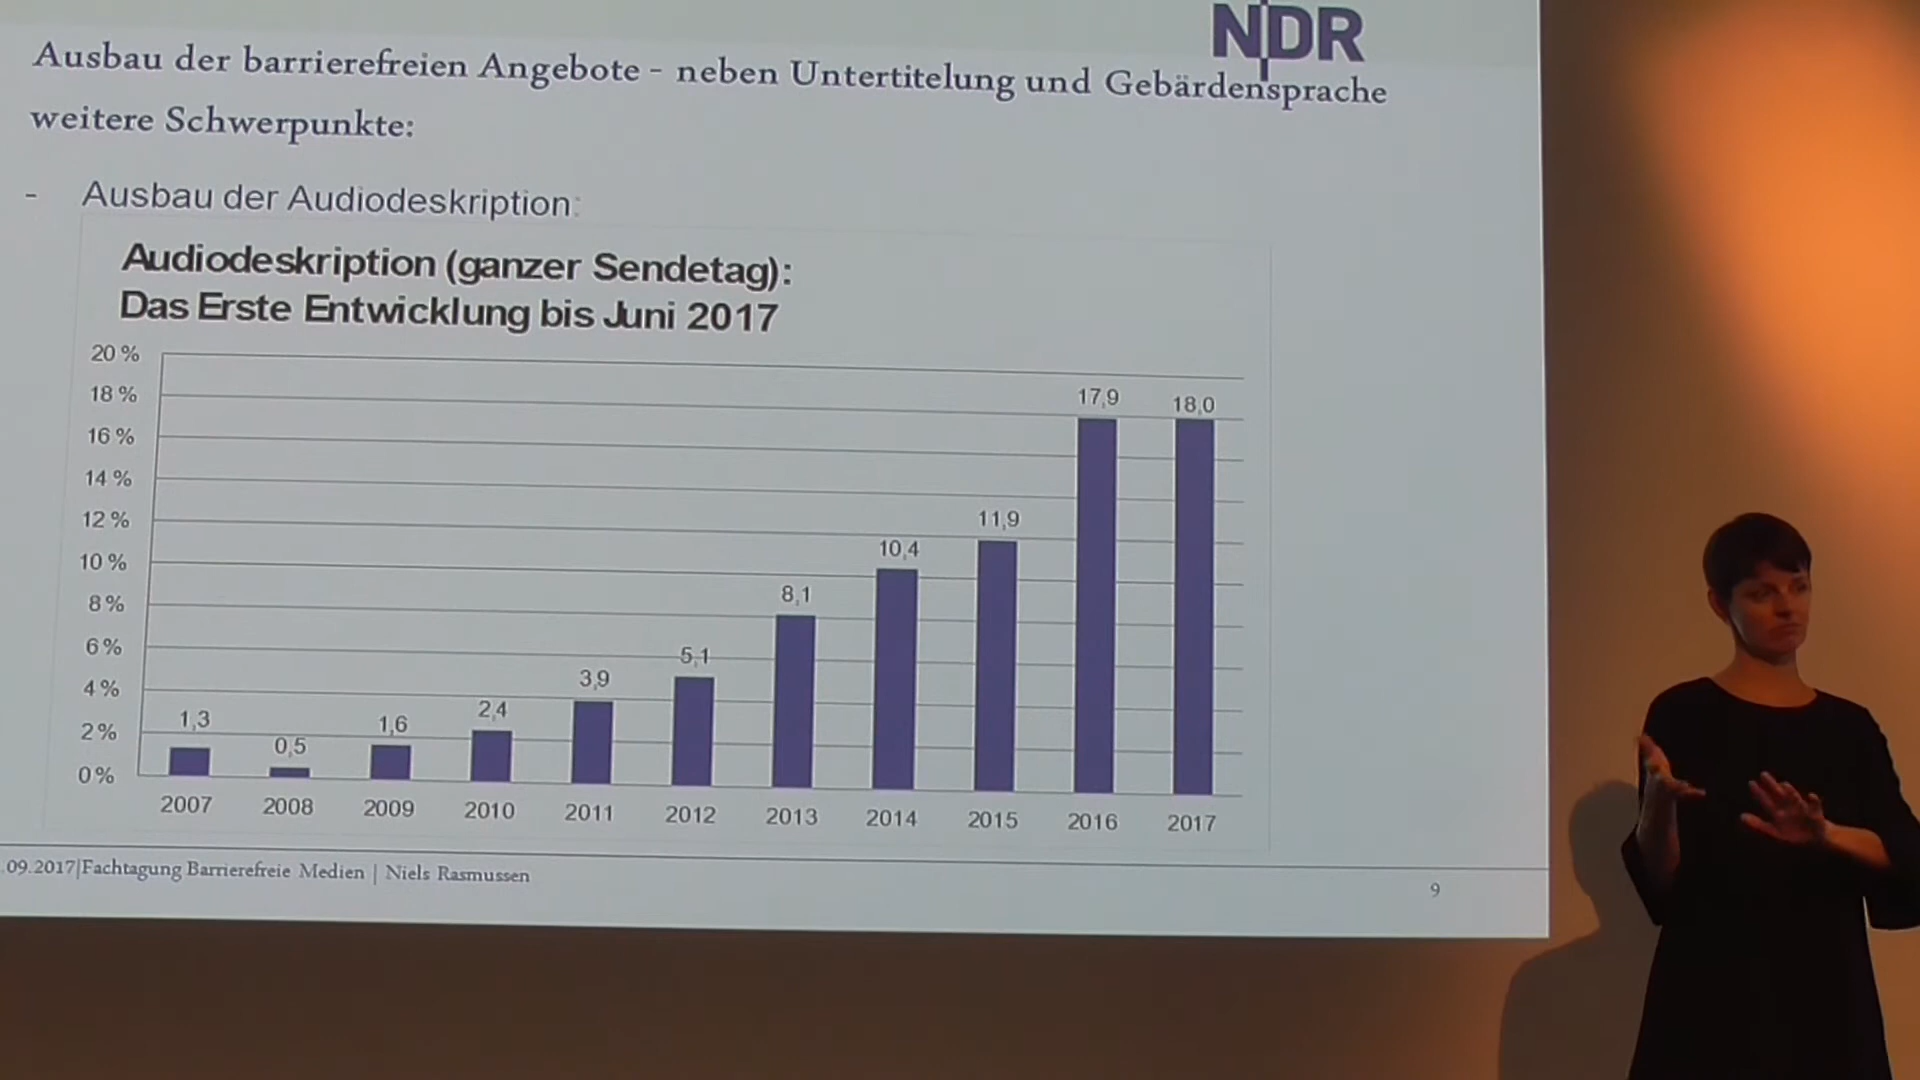 NDR
Ausbau der barrierefreien Angebote - neben Untertitelung und Gebärdensprache
weitere Schwerpunkte:
- Ausbau der Audiodeskription:
Audiodeskription (ganzer Sendetag):
Das Erste Entwicklung bis Juni 2017
20 %
18 %
16 %
14 %
12 %
10 %
8 %
6 %
4 %
2 %
0 %
1,3
0,5
1,6
2,4
3,9
5,1
8,1
10,4
11,9
17,9
18,0
2007 2008 2009 2010 2011 2012 2013 2014 2015 2016 2017
.09.2017|Fachtagung Barrierefreie Medien | Niels Rasmussen
9